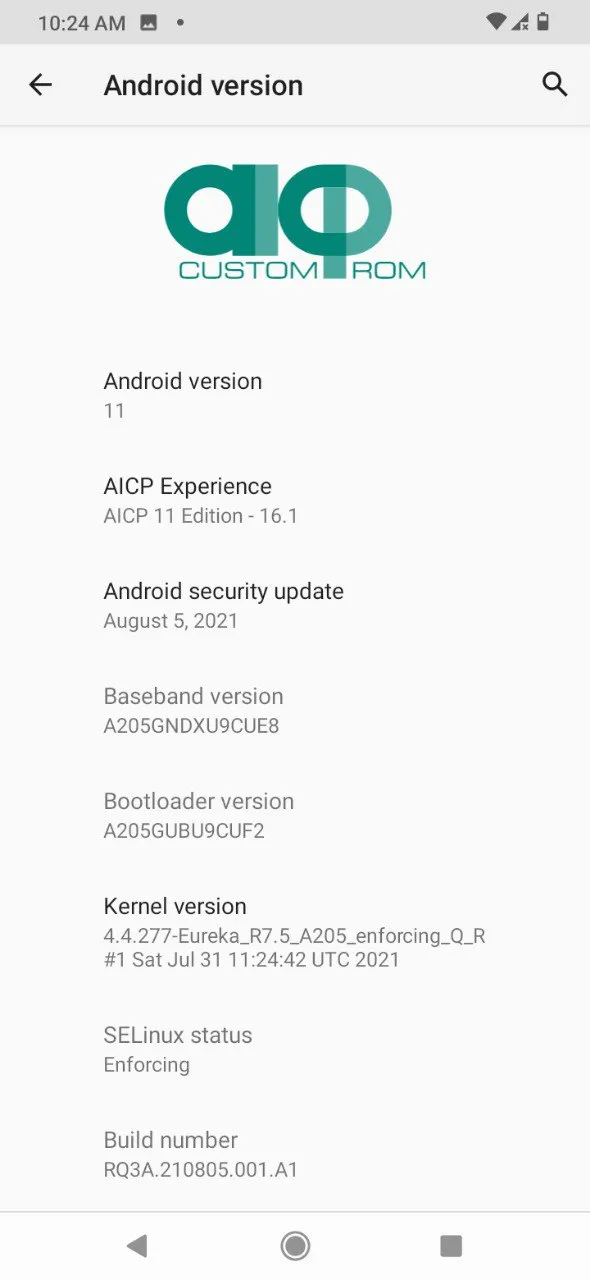 10:24 AM
Android version
aicp
CUSTOM ROM
Android version
11
AICP Experience
AICP 11 Edition - 16.1
Android security update
August 5, 2021
Baseband version
A205GNDXU9CUE8
Bootloader version
A205GUBU9CUF2
Kernel version
4.4.277-Eureka_R7.5_A205_enforcing_Q_R
#1 Sat Jul 31 11:24:42 UTC 2021
SELinux status
Enforcing
Build number
RQ3A.210805.001.A1